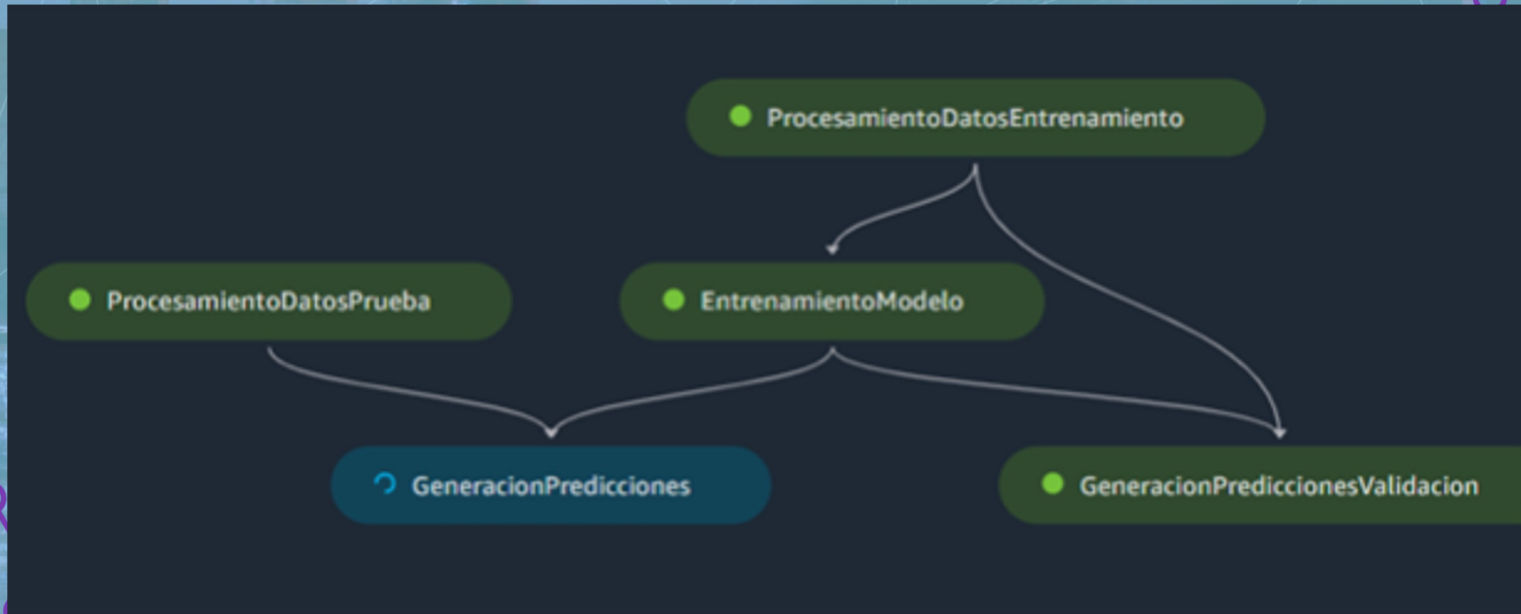 ProcesamientoDatosEntrenamiento
ProcesamientoDatosPrueba
EntrenamientoModelo
GeneracionPredicciones
GeneracionPrediccionesValidacion